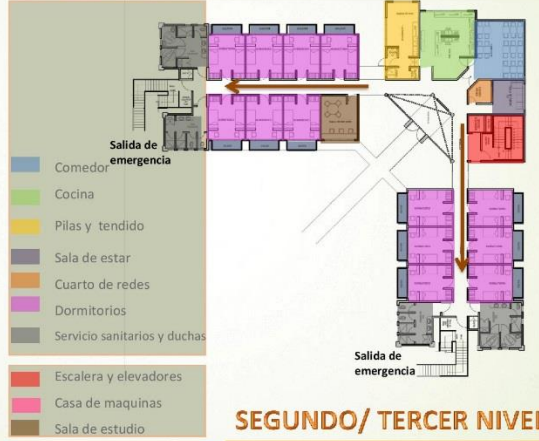 Salida de
emergencia
Comedor
Cocina
Pilas y tendido
Sala de estar
Cuarto de redes
Dormitorios
Servicio sanitarios y duchas
Escalera y elevadores
Casa de maquinas
Sala de estudio
Salida de
emergencia
SEGUNDO/ TERCER NIVEL